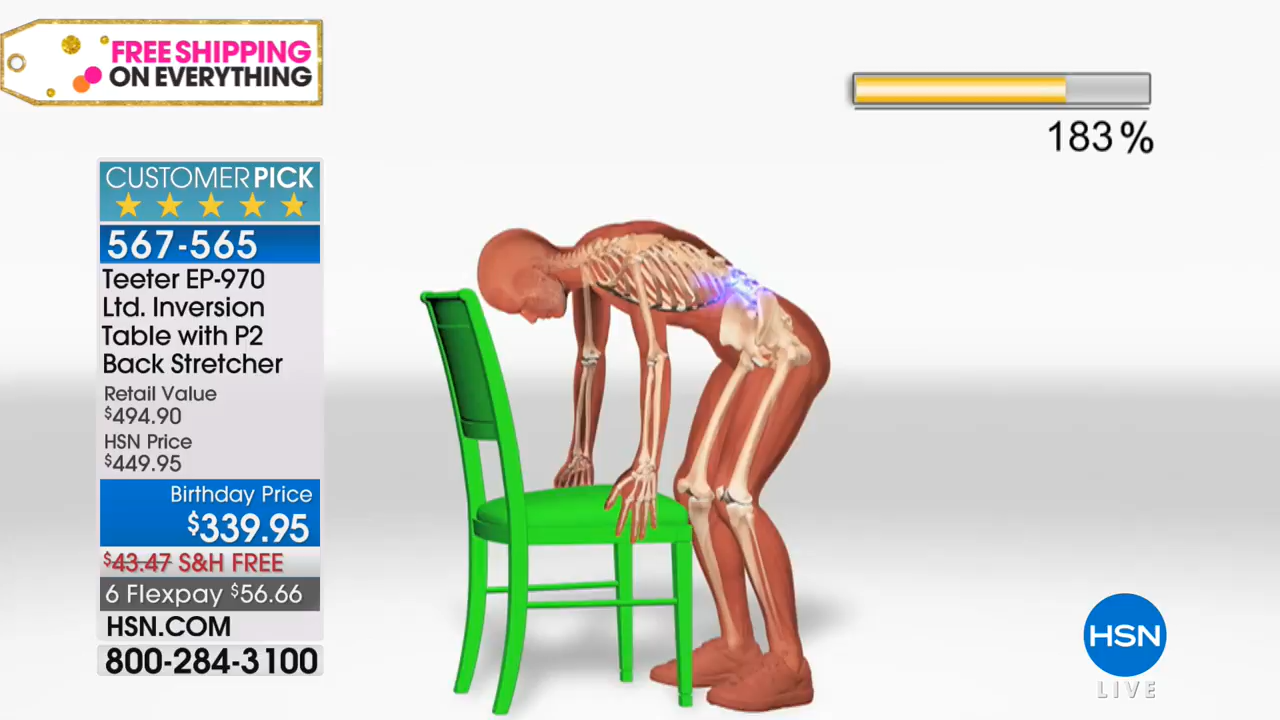 FREE SHIPPING
ON EVERYTHING
183%
CUSTOMER PICK
567-565
Teeter EP-970
Ltd. Inversion
Table with P2
Back Stretcher
Retail Value
$494.90
HSN Price
$449.95
Birthday Price
$339.95
$43.47 S&H FREE
6 Flexpay $56.66
HSN.COM
800-284-3100
HSN
LIVE